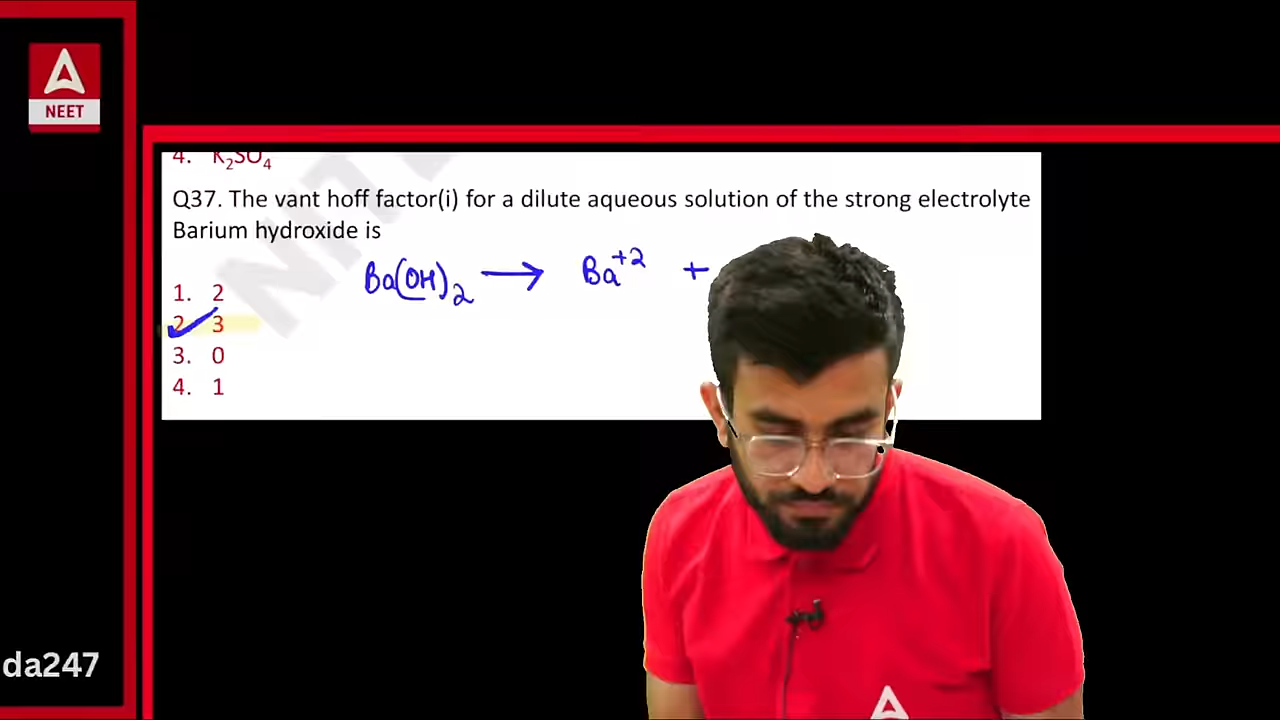 NEET
4. K₂SO₄
Q37. The vant hoff factor(i) for a dilute aqueous solution of the strong electrolyte
Barium hydroxide is
Ba(OH)₂ → Ba⁺² +
1. 2
2. 3
3. 0
4. 1
da247